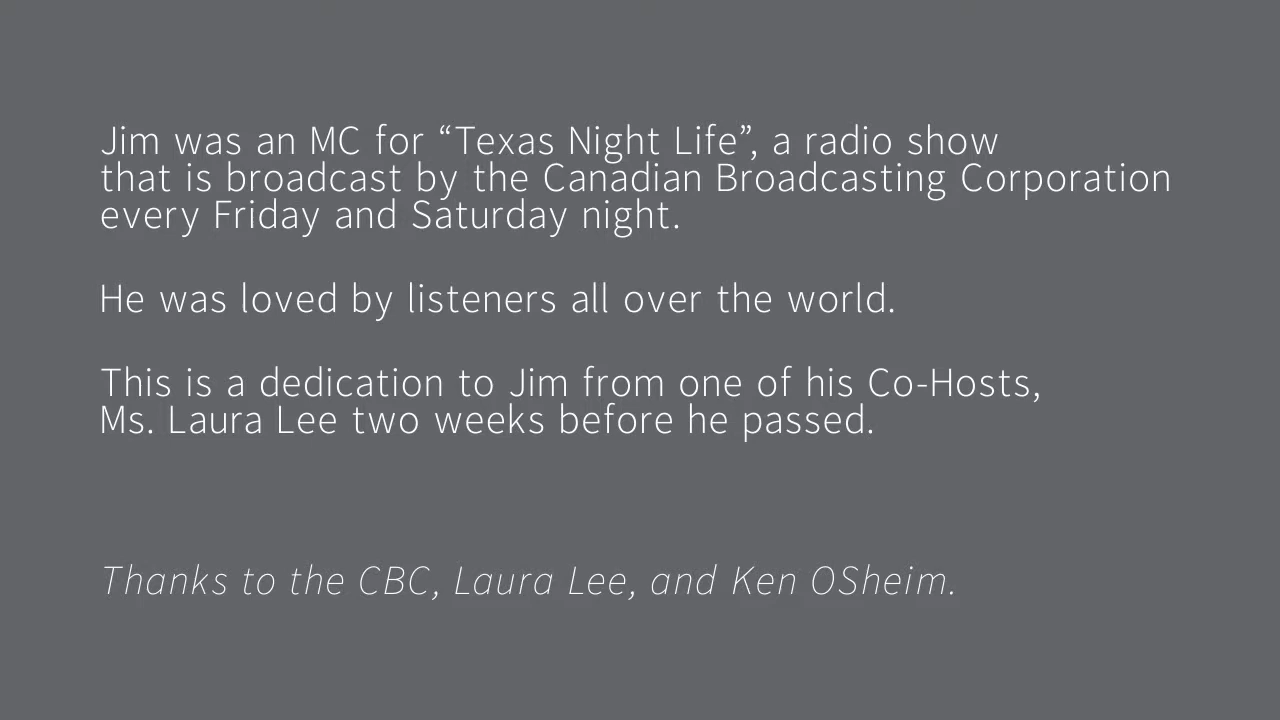 Jim was an MC for “Texas Night Life”, a radio show
that is broadcast by the Canadian Broadcasting Corporation
every Friday and Saturday night.
He was loved by listeners all over the world.
This is a dedication to Jim from one of his Co-Hosts,
Ms. Laura Lee two weeks before he passed.
Thanks to the CBC, Laura Lee, and Ken OSheim.